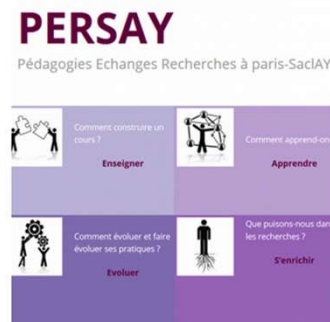 PERSAY
Pédagogies Echanges Recherches à paris-SaclAY
Comment construire un
cours ?
Enseigner
Comment apprend-on
Apprendre
Comment évoluer et faire
évoluer ses pratiques ?
Evoluer
Que puisons-nous dans
les recherches ?
S'enrichir